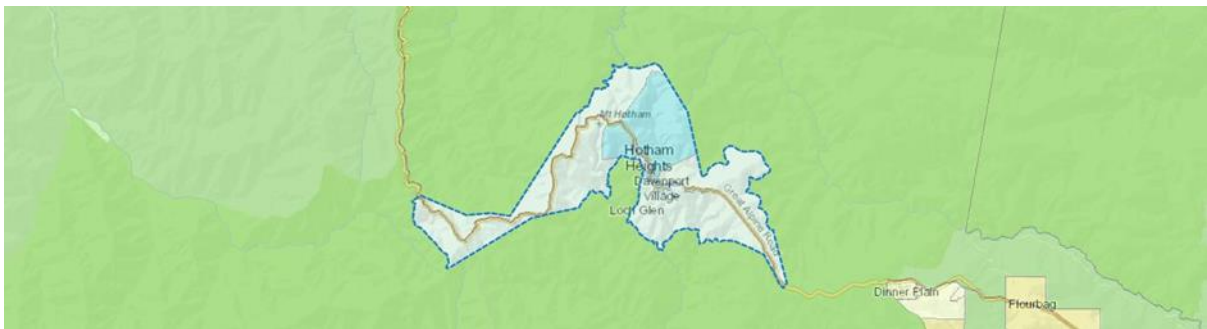 Mt Hotham
Hotham
Heights
Davenport
Village
Loch Glen
Great Alpine Road
Dinner Plain
Flourbag